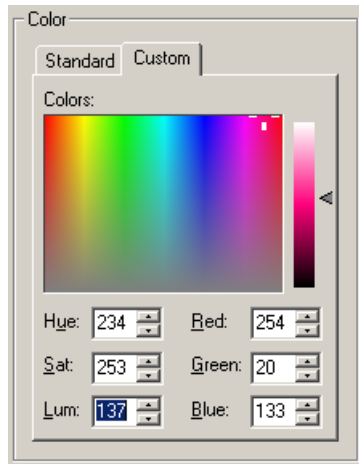 Color
Standard Custom
Colors:
Hue: 234 Red: 254
Sat: 253 Green: 20
Lum: 137 Blue: 133